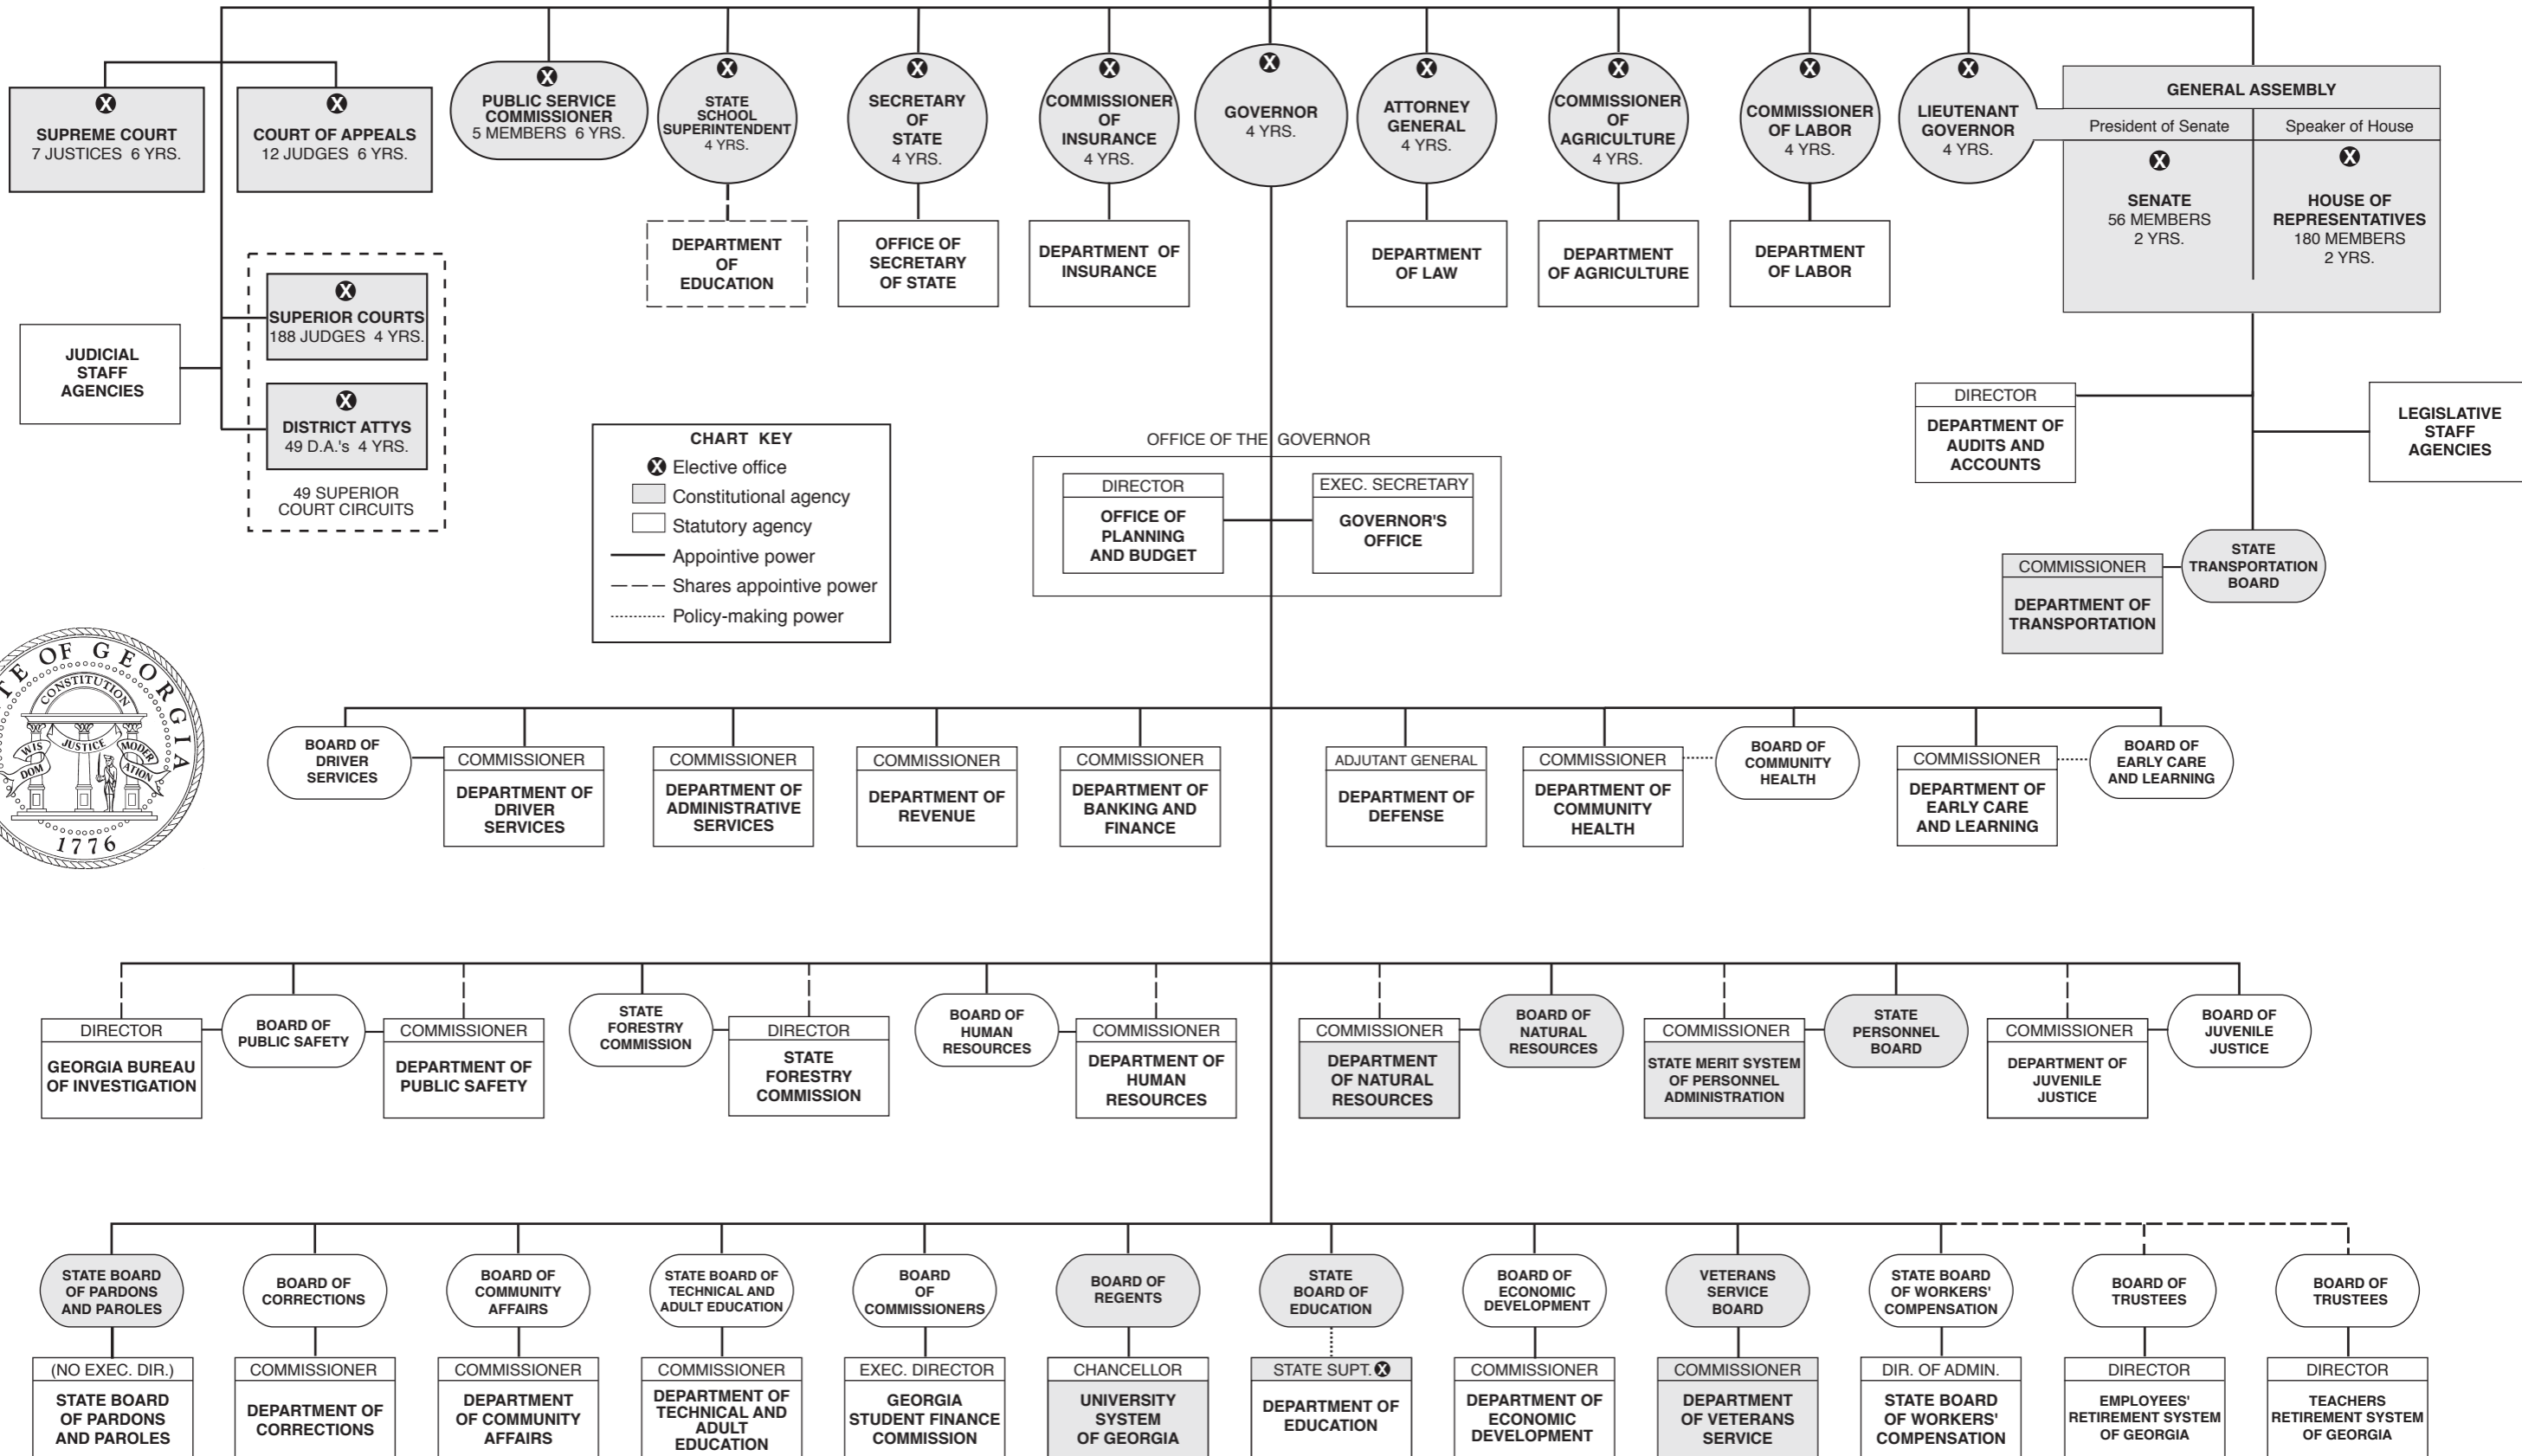 SUPREME COURT
7 JUSTICES 6 YRS.
COURT OF APPEALS
12 JUDGES 6 YRS.
PUBLIC SERVICE
COMMISSIONER
5 MEMBERS 6 YRS.
STATE
SCHOOL
SUPERINTENDENT
4 YRS.
SECRETARY
OF
STATE
4 YRS.
COMMISSIONER
OF
INSURANCE
4 YRS.
GOVERNOR
4 YRS.
ATTORNEY
GENERAL
4 YRS.
COMMISSIONER
OF
AGRICULTURE
4 YRS.
COMMISSIONER
OF LABOR
4 YRS.
LIEUTENANT
GOVERNOR
4 YRS.
GENERAL ASSEMBLY
President of Senate
Speaker of House
SENATE
56 MEMBERS
2 YRS.
HOUSE OF
REPRESENTATIVES
180 MEMBERS
2 YRS.
DEPARTMENT
OF
EDUCATION
OFFICE OF
SECRETARY
OF STATE
DEPARTMENT OF
INSURANCE
DEPARTMENT
OF LAW
DEPARTMENT
OF AGRICULTURE
DEPARTMENT
OF LABOR
JUDICIAL
STAFF
AGENCIES
SUPERIOR COURTS
188 JUDGES 4 YRS.
DISTRICT ATTYS
49 D.A.'s 4 YRS.
49 SUPERIOR
COURT CIRCUITS
CHART KEY
X Elective office
Constitutional agency
Statutory agency
Appointive power
Shares appointive power
Policy-making power
OFFICE OF THE GOVERNOR
DIRECTOR
OFFICE OF
PLANNING
AND BUDGET
EXEC. SECRETARY
GOVERNOR'S
OFFICE
DIRECTOR
DEPARTMENT OF
AUDITS AND
ACCOUNTS
LEGISLATIVE
STAFF
AGENCIES
COMMISSIONER
DEPARTMENT OF
TRANSPORTATION
STATE
TRANSPORTATION
BOARD
TE OF GEORGIA
CONSTITUTION
WIS
DOM
JUSTICE
MODER
ATION
1776
BOARD OF
DRIVER
SERVICES
COMMISSIONER
DEPARTMENT OF
DRIVER
SERVICES
COMMISSIONER
DEPARTMENT OF
ADMINISTRATIVE
SERVICES
COMMISSIONER
DEPARTMENT OF
REVENUE
COMMISSIONER
DEPARTMENT OF
BANKING AND
FINANCE
ADJUTANT GENERAL
DEPARTMENT OF
DEFENSE
COMMISSIONER
DEPARTMENT OF
COMMUNITY
HEALTH
BOARD OF
COMMUNITY
HEALTH
COMMISSIONER
DEPARTMENT OF
EARLY CARE
AND LEARNING
BOARD OF
EARLY CARE
AND LEARNING
DIRECTOR
GEORGIA BUREAU
OF INVESTIGATION
BOARD OF
PUBLIC SAFETY
COMMISSIONER
DEPARTMENT OF
PUBLIC SAFETY
STATE
FORESTRY
COMMISSION
DIRECTOR
STATE
FORESTRY
COMMISSION
BOARD OF
HUMAN
RESOURCES
COMMISSIONER
DEPARTMENT OF
HUMAN
RESOURCES
COMMISSIONER
DEPARTMENT
OF NATURAL
RESOURCES
BOARD OF
NATURAL
RESOURCES
COMMISSIONER
STATE MERIT SYSTEM
OF PERSONNEL
ADMINISTRATION
STATE
PERSONNEL
BOARD
COMMISSIONER
DEPARTMENT OF
JUVENILE
JUSTICE
BOARD OF
JUVENILE
JUSTICE
STATE BOARD
OF PARDONS
AND PAROLES
BOARD OF
CORRECTIONS
BOARD OF
COMMUNITY
AFFAIRS
STATE BOARD OF
TECHNICAL AND
ADULT EDUCATION
BOARD
OF
COMMISSIONERS
BOARD OF
REGENTS
STATE
BOARD OF
EDUCATION
BOARD OF
ECONOMIC
DEVELOPMENT
VETERANS
SERVICE
BOARD
STATE BOARD
OF WORKERS'
COMPENSATION
BOARD OF
TRUSTEES
BOARD OF
TRUSTEES
(NO EXEC. DIR.)
STATE BOARD
OF PARDONS
AND PAROLES
COMMISSIONER
DEPARTMENT OF
CORRECTIONS
COMMISSIONER
DEPARTMENT
OF COMMUNITY
AFFAIRS
COMMISSIONER
DEPARTMENT OF
TECHNICAL AND
ADULT
EDUCATION
EXEC. DIRECTOR
GEORGIA
STUDENT FINANCE
COMMISSION
CHANCELLOR
UNIVERSITY
SYSTEM
OF GEORGIA
STATE SUPT. X
DEPARTMENT OF
EDUCATION
COMMISSIONER
DEPARTMENT OF
ECONOMIC
DEVELOPMENT
COMMISSIONER
DEPARTMENT
OF VETERANS
SERVICE
DIR. OF ADMIN.
STATE BOARD
OF WORKERS'
COMPENSATION
DIRECTOR
EMPLOYEES'
RETIREMENT SYSTEM
OF GEORGIA
DIRECTOR
TEACHERS
RETIREMENT SYSTEM
OF GEORGIA